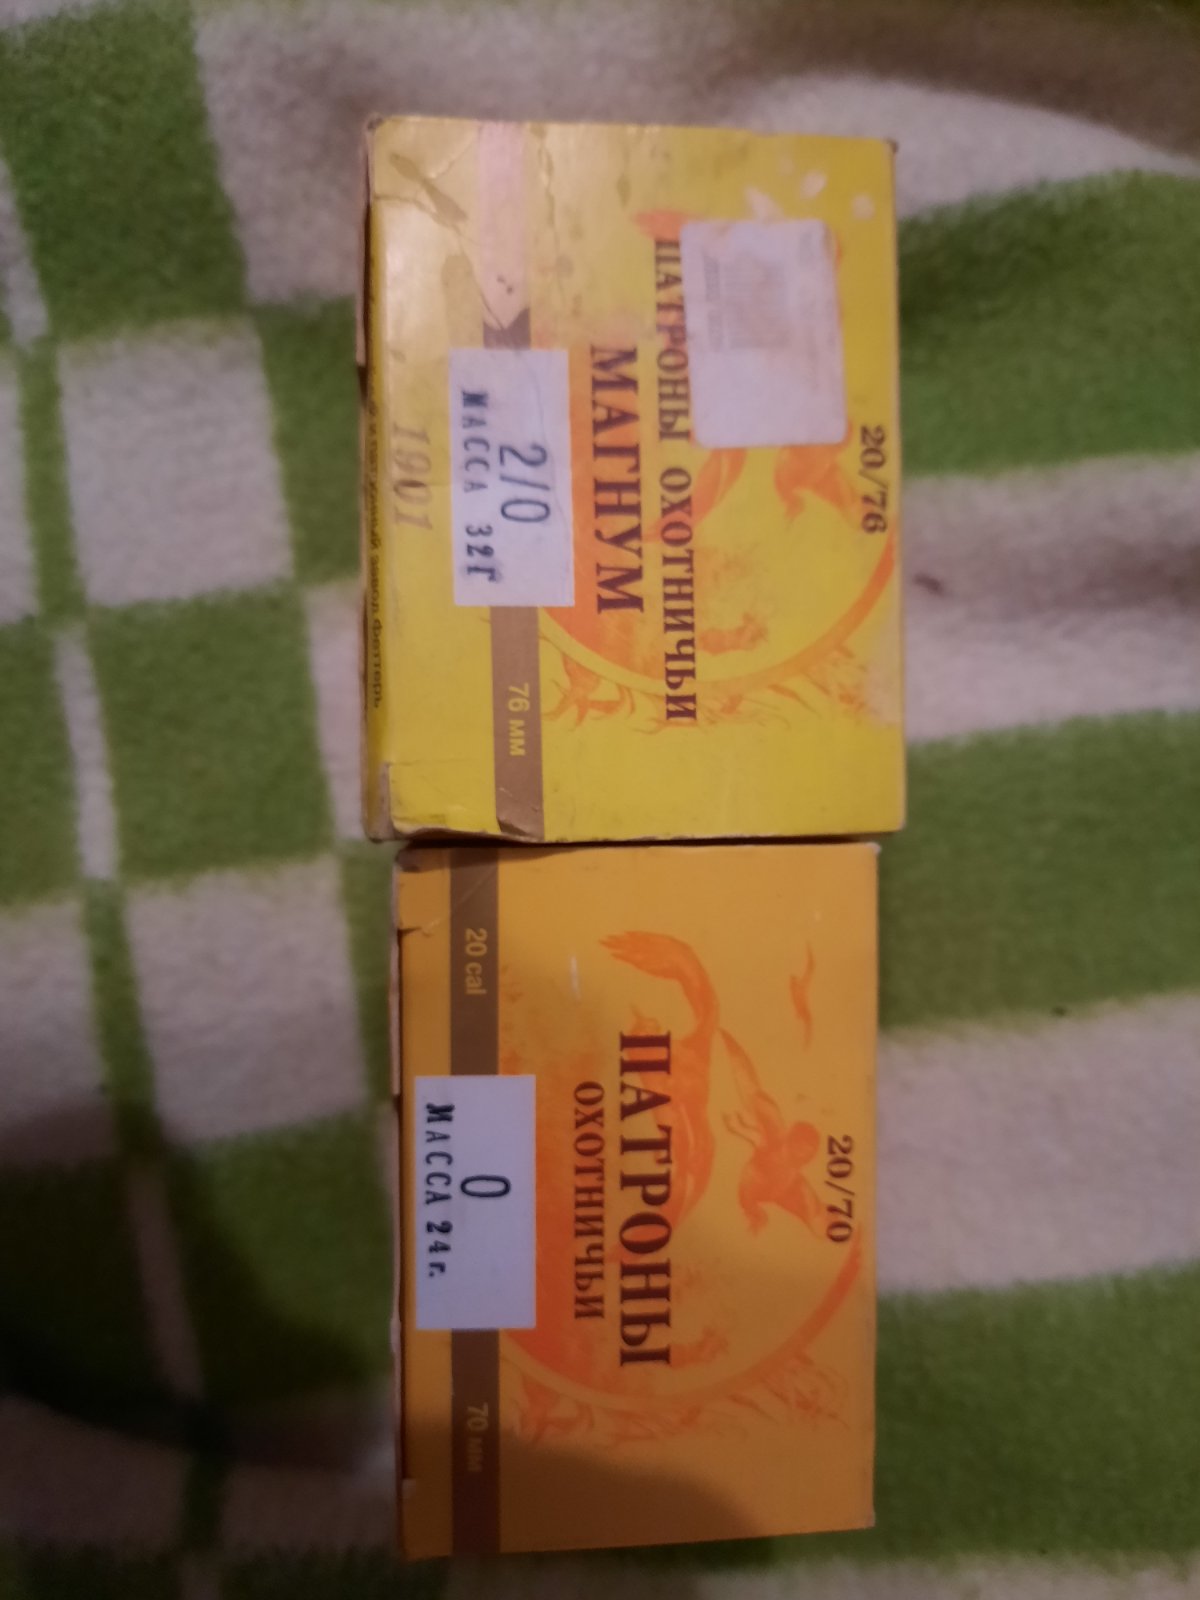 20/76
ПАТРОНЫ ОХОТНИЧЬИ
МАГНУМ
76 мм
2/0
МАССА 32Г
1901
20/70
ПАТРОНЫ
ОХОТНИЧЬИ
20 cal
70 мм
0
МАССА 24г.